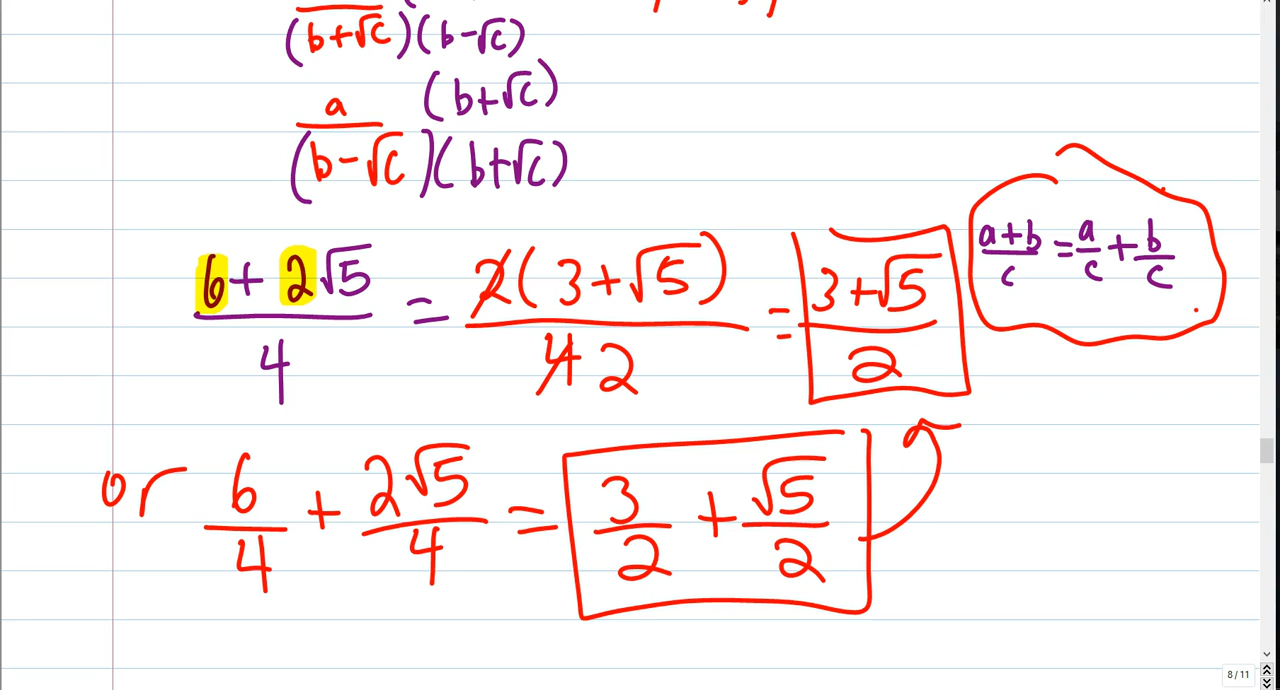 (b+√c)(b-√c)
a (b+√c)
(b-√c)(b+√c)
6+2√5 / 4 = 2(3+√5) / 4 2 = 3+√5 / 2
a+b / c = a/c + b/c
or 6/4 + 2√5/4 = 3/2 + √5/2
8/11